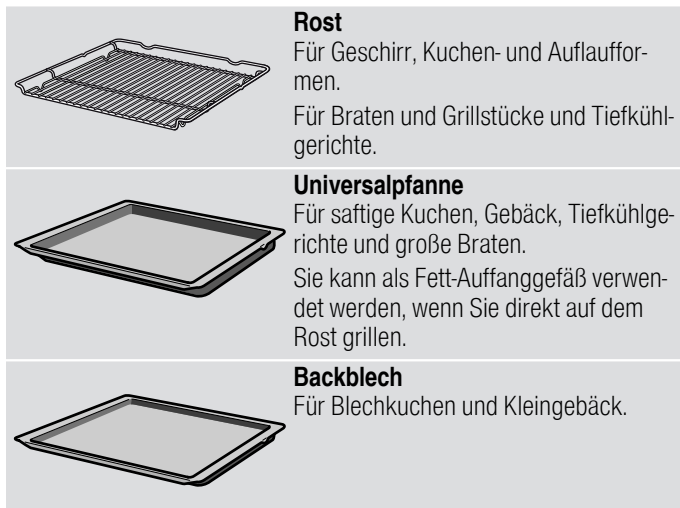 Rost
Für Geschirr, Kuchen- und Auflauffor-
men.
Für Braten und Grillstücke und Tiefkühl-
gerichte.
Universalpfanne
Für saftige Kuchen, Gebäck, Tiefkühlge-
richte und große Braten.
Sie kann als Fett-Auffanggefäß verwen-
det werden, wenn Sie direkt auf dem
Rost grillen.
Backblech
Für Blechkuchen und Kleingebäck.